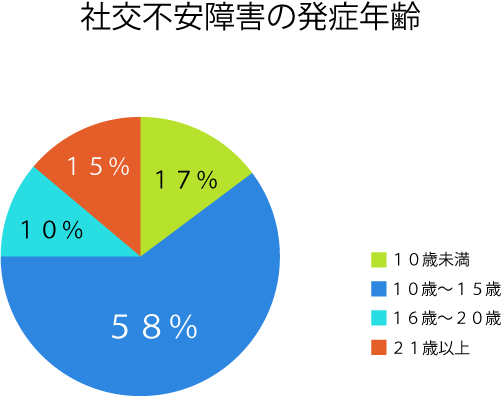 社交不安障害の発症年齢
１５％
１７％
１０％
５８％
１０歳未満
１０歳～１５歳
１６歳～２０歳
２１歳以上